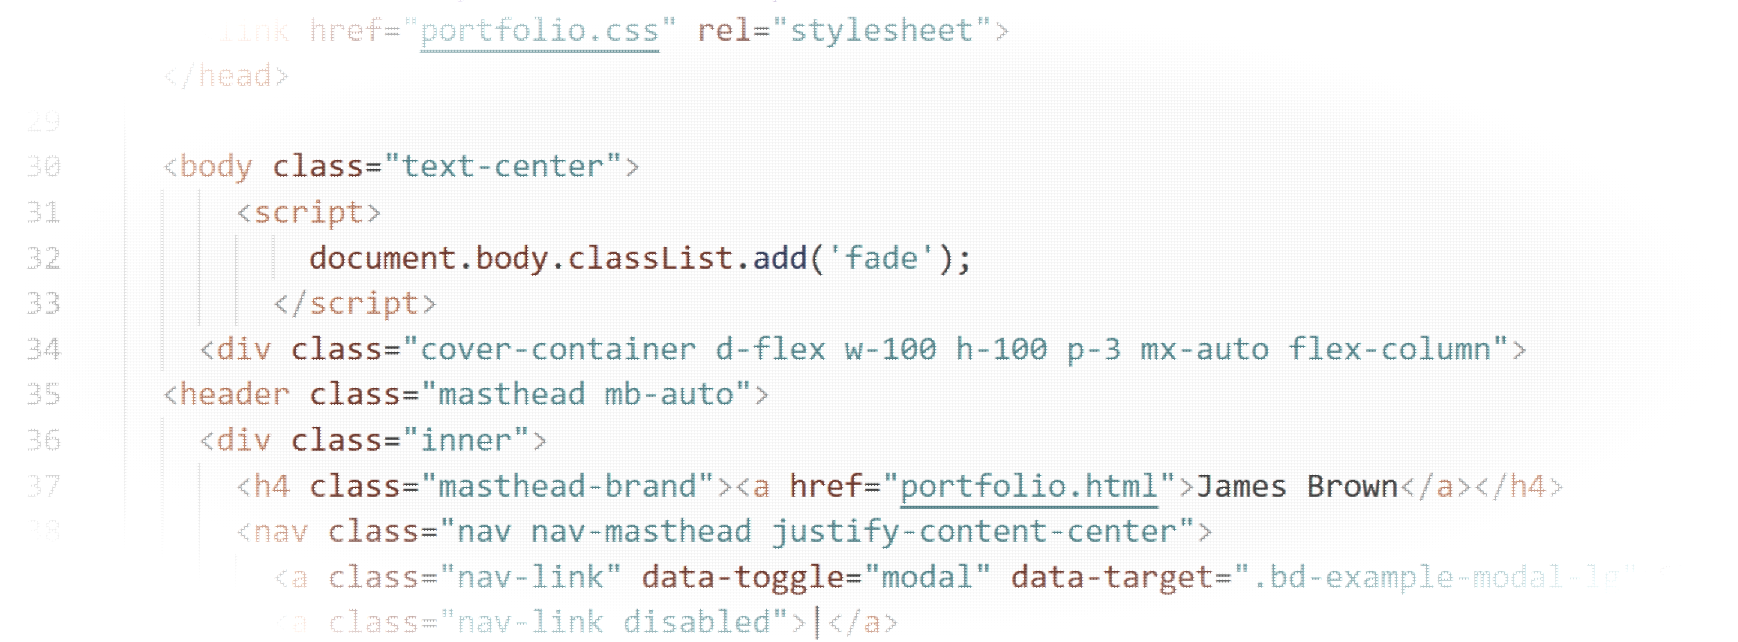 link href="portfolio.css" rel="stylesheet">
</head>
29
30 <body class="text-center">
31 <script>
32 document.body.classList.add('fade');
33 </script>
34 <div class="cover-container d-flex w-100 h-100 p-3 mx-auto flex-column">
35 <header class="masthead mb-auto">
36 <div class="inner">
37 <h4 class="masthead-brand"><a href="portfolio.html">James Brown</a></h4>
38 <nav class="nav nav-masthead justify-content-center">
<a class="nav-link" data-toggle="modal" data-target=".bd-example-modal-lg"
<a class="nav-link disabled">|</a>